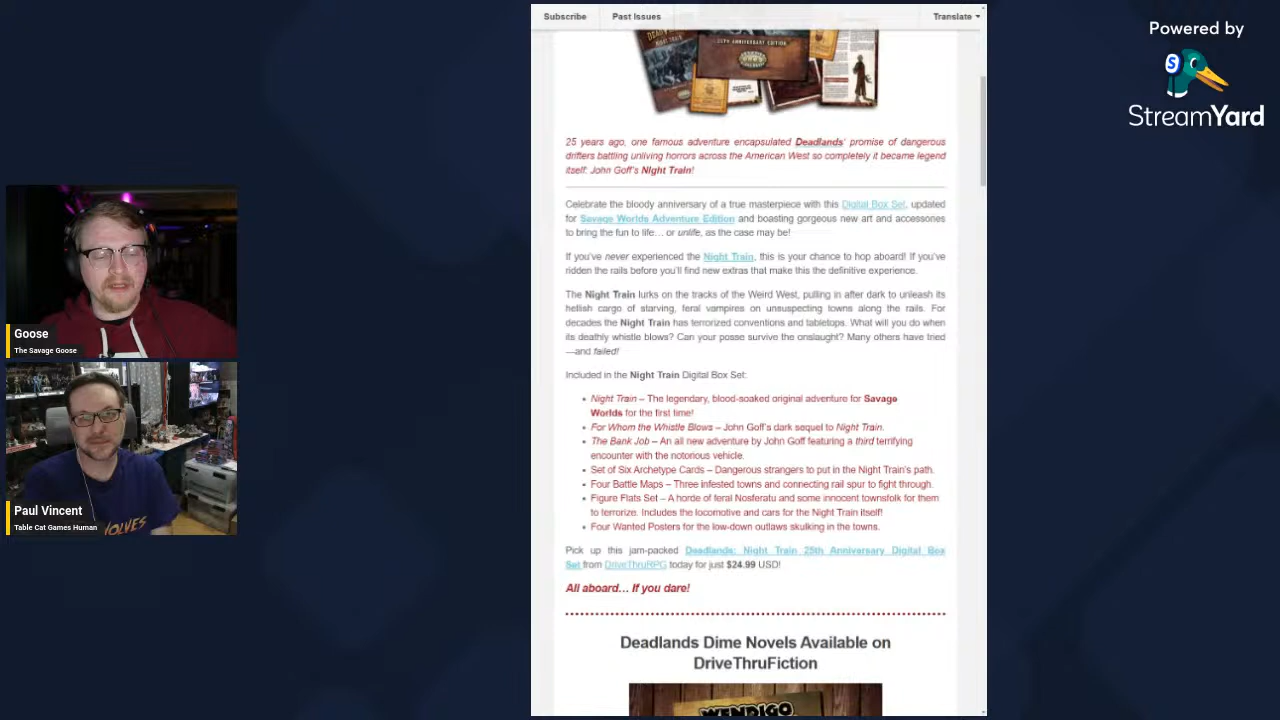 Subscribe
Past Issues
Translate
Powered by
StreamYard
25TH ANNIVERSARY EDITION
25 years ago, one famous adventure encapsulated Deadlands' promise of dangerous
drifters battling unliving horrors across the American West so completely it became legend
itself: John Goff's Night Train!
Celebrate the bloody anniversary of a true masterpiece with this Digital Box Set, updated
for Savage Worlds Adventure Edition and boasting gorgeous new art and accessories
to bring the fun to life… or unlife, as the case may be!
If you've never experienced the Night Train, this is your chance to hop aboard! If you've
ridden the rails before you'll find new extras that make this the definitive experience.
The Night Train lurks on the tracks of the Weird West, pulling in after dark to unleash its
hellish cargo of starving, feral vampires on unsuspecting towns along the rails. For
decades the Night Train has terrorized conventions and tabletops. What will you do when
its deathly whistle blows? Can your posse survive the onslaught? Many others have tried
—and failed!
Included in the Night Train Digital Box Set:
• Night Train – The legendary, blood-soaked original adventure for Savage
Worlds for the first time!
• For Whom the Whistle Blows – John Goff's dark sequel to Night Train.
• The Bank Job – An all new adventure by John Goff featuring a third terrifying
encounter with the notorious vehicle.
• Set of Six Archetype Cards – Dangerous strangers to put in the Night Train's path.
• Four Battle Maps – Three infested towns and connecting rail spur to fight through.
• Figure Flats Set – A horde of feral Nosferatu and some innocent townsfolk for them
to terrorize. Includes the locomotive and cars for the Night Train itself!
• Four Wanted Posters for the low-down outlaws skulking in the towns.
Pick up this jam-packed Deadlands: Night Train 25th Anniversary Digital Box
Set from DriveThruRPG today for just $24.99 USD!
All aboard… If you dare!
Deadlands Dime Novels Available on
DriveThruFiction
WENDIGO
Goose
The Savage Goose
Paul Vincent
Table Cat Games Human